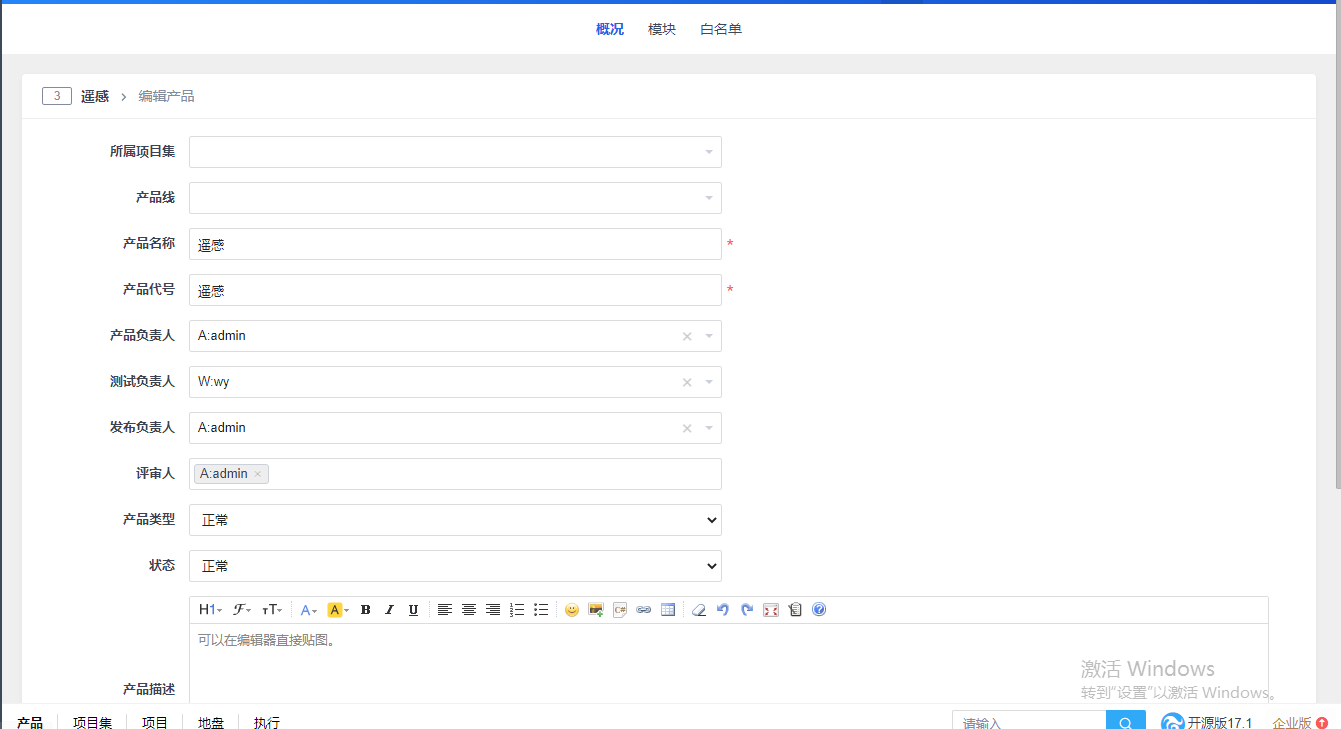 概况 模块 白名单
3 遥感 > 编辑产品
所属项目集
产品线
产品名称 遥感 *
产品代号 遥感 *
产品负责人 A:admin ×
测试负责人 W:wy ×
发布负责人 A:admin ×
评审人 A:admin ×
产品类型 正常
状态 正常
H1 F TT A A B I U C#
可以在编辑器直接贴图。
产品描述
激活 Windows
转到"设置"以激活 Windows。
产品 项目集 项目 地盘 执行 请输入 开源版17.1 企业版